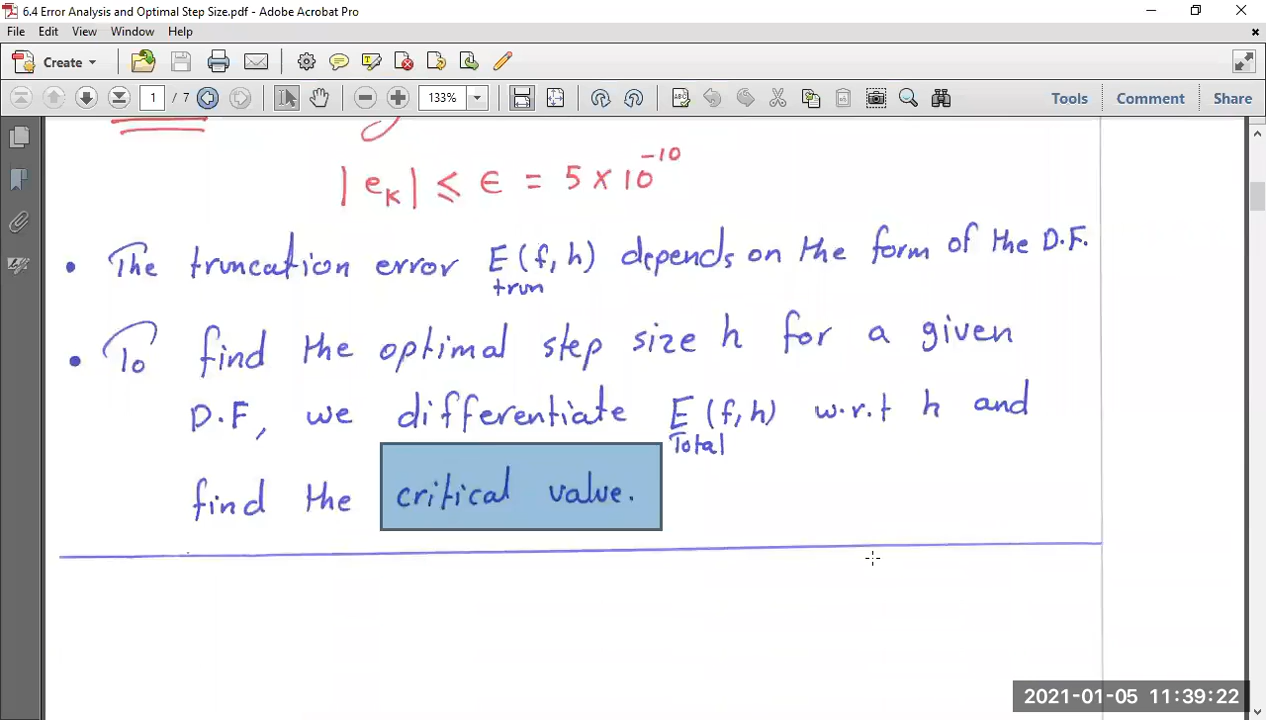 6.4 Error Analysis and Optimal Step Size.pdf - Adobe Acrobat Pro
File Edit View Window Help
Create
1 / 7 133% Tools Comment Share
|e_K| ≤ ϵ = 5 × 10^-10
• The truncation error E_trun (f, h) depends on the form of the D.F.
• To find the optimal step size h for a given
D.F, we differentiate E_Total (f, h) w.r.t h and
find the critical value.
2021-01-05 11:39:22